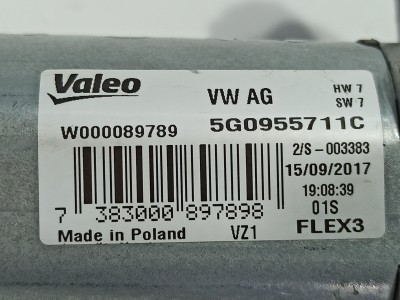 Valeo VW AG HW 7
SW 7
W000089789 5G0955711C
2/S-003383
15/09/2017
19:08:39
7 383000 897898 01S
Made in Poland VZ1 FLEX3